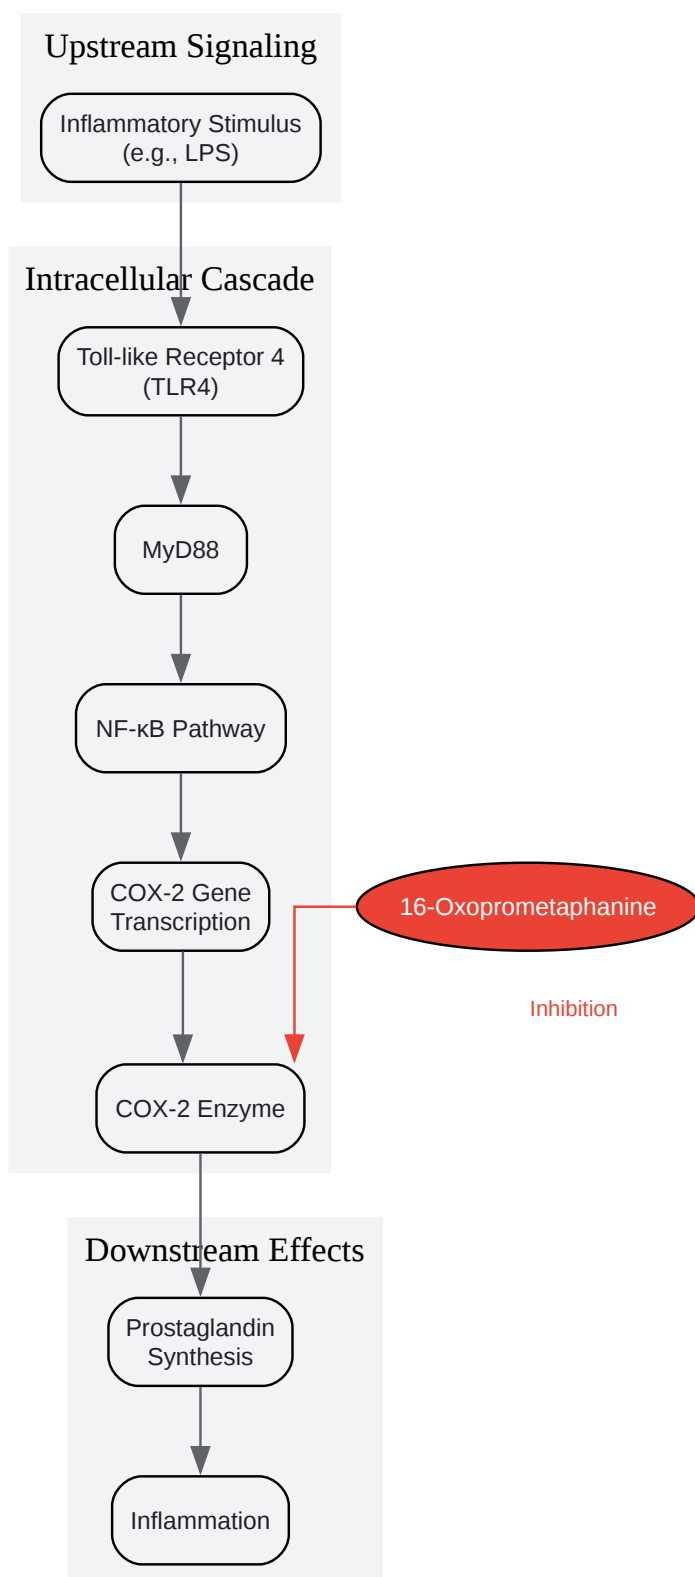 Upstream Signaling
Inflammatory Stimulus
(e.g., LPS)
Intracellular Cascade
Toll-like Receptor 4
(TLR4)
MyD88
NF-κB Pathway
COX-2 Gene
Transcription
16-Oxoprometaphanine
Inhibition
COX-2 Enzyme
Downstream Effects
Prostaglandin
Synthesis
Inflammation